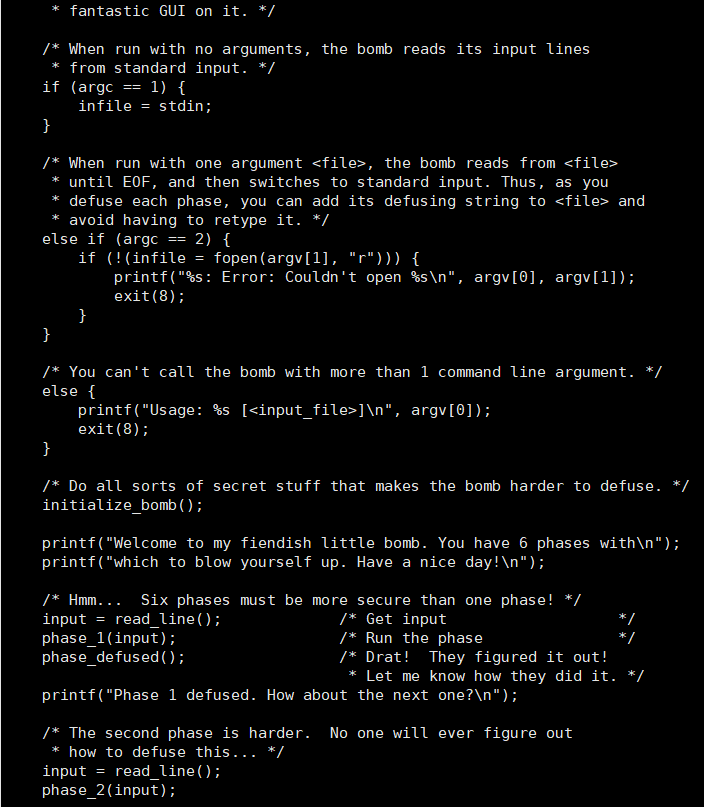 * fantastic GUI on it. */

/* When run with no arguments, the bomb reads its input lines
 * from standard input. */
if (argc == 1) {
    infile = stdin;
}

/* When run with one argument <file>, the bomb reads from <file>
 * until EOF, and then switches to standard input. Thus, as you
 * defuse each phase, you can add its defusing string to <file> and
 * avoid having to retype it. */
else if (argc == 2) {
    if (!(infile = fopen(argv[1], "r"))) {
        printf("%s: Error: Couldn't open %s\n", argv[0], argv[1]);
        exit(8);
    }
}

/* You can't call the bomb with more than 1 command line argument. */
else {
    printf("Usage: %s [<input_file>]\n", argv[0]);
    exit(8);
}

/* Do all sorts of secret stuff that makes the bomb harder to defuse. */
initialize_bomb();

printf("Welcome to my fiendish little bomb. You have 6 phases with\n");
printf("which to blow yourself up. Have a nice day!\n");

/* Hmm...  Six phases must be more secure than one phase! */
input = read_line();             /* Get input                   */
phase_1(input);                  /* Run the phase               */
phase_defused();                 /* Drat!  They figured it out!
                                  * Let me know how they did it. */
printf("Phase 1 defused. How about the next one?\n");

/* The second phase is harder.  No one will ever figure out
 * how to defuse this... */
input = read_line();
phase_2(input);